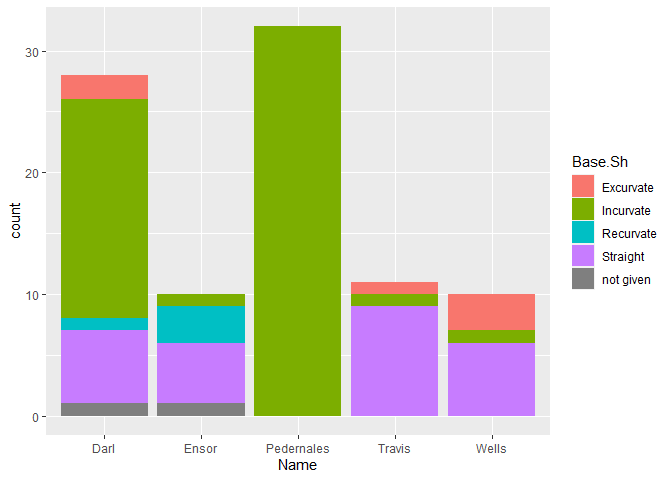 30
20
10
0
count
Darl Ensor Pedernales Travis Wells
Name
Base.Sh
Excurvate
Incurvate
Recurvate
Straight
not given